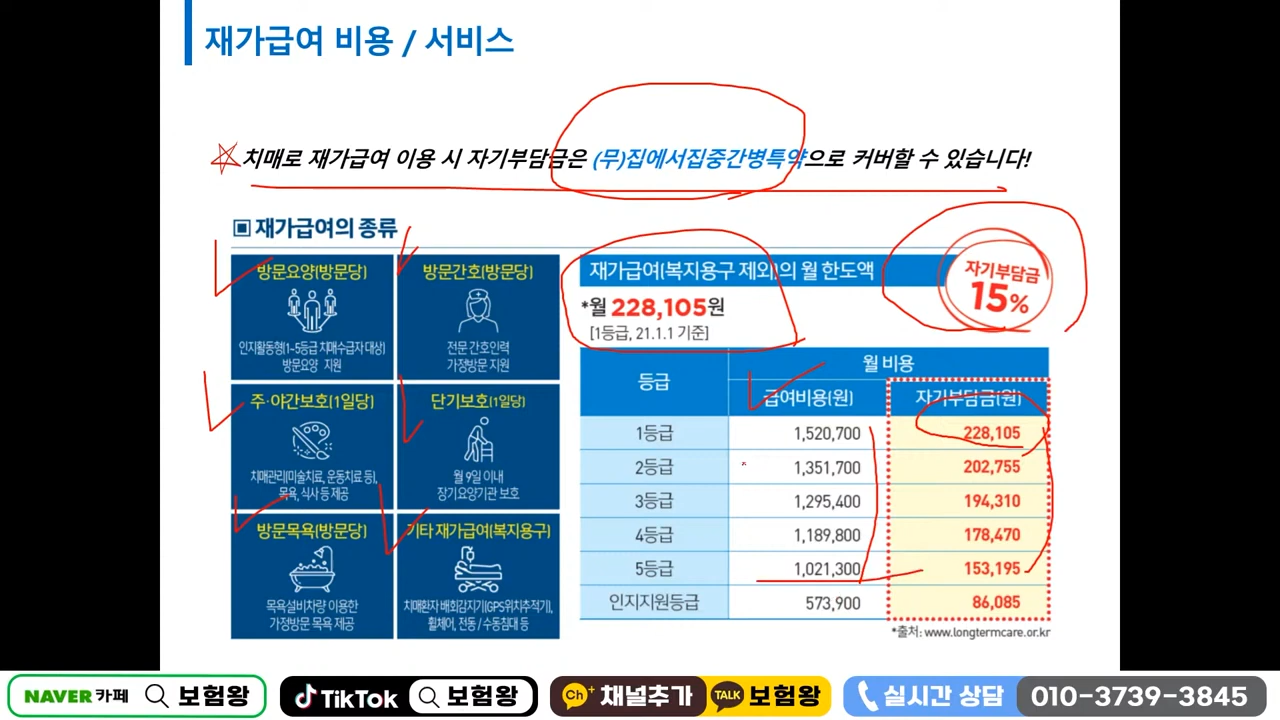 재가급여 비용 / 서비스
치매로 재가급여 이용 시 자기부담금은 (무)집에서집중간병특약으로 커버할 수 있습니다!
▣ 재가급여의 종류
방문요양(방문당)
인지활동형(1~5등급 치매수급자 대상)
방문요양 지원
방문간호(방문당)
전문 간호인력
가정방문 지원
주·야간보호(1일당)
치매관리(미술치료, 운동치료 등),
목욕, 식사 등 제공
단기보호(1일당)
월 9일 이내
장기요양기관 보호
방문목욕(방문당)
목욕설비차량 이용한
가정방문 목욕 제공
기타 재가급여(복지용구)
치매환자 배회감지기(GPS위치추적기),
휠체어, 전동 / 수동침대 등
재가급여(복지용구 제외)의 월 한도액
*월 228,105원
[1등급, 21.1.1 기준]
자기부담금
15%
등급 월 비용
급여비용(원) 자기부담금(원)
1등급 1,520,700 228,105
2등급 1,351,700 202,755
3등급 1,295,400 194,310
4등급 1,189,800 178,470
5등급 1,021,300 153,195
인지지원등급 573,900 86,085
*출처: www.longtermcare.or.kr
NAVER 카페 보험왕 TikTok 보험왕 Ch+ 채널추가 TALK 보험왕 실시간 상담 010-3739-3845